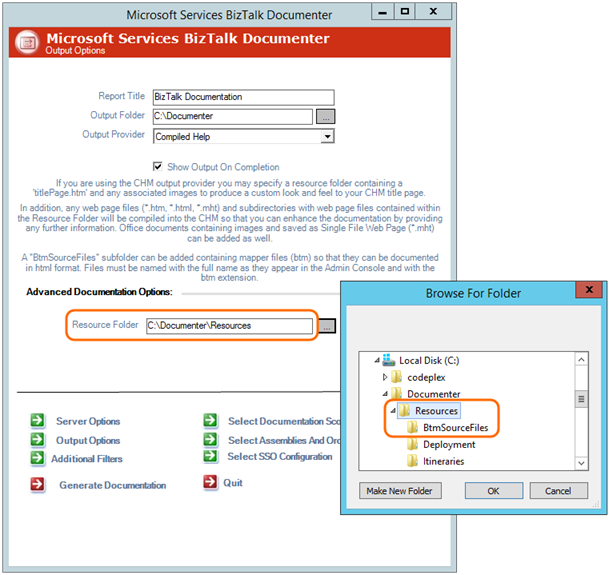 Microsoft Services BizTalk Documenter
Microsoft Services BizTalk Documenter
Output Options
Report Title
BizTalk Documentation
Output Folder
C:\Documenter
...
Output Provider
Compiled Help
Show Output On Completion
If you are using the CHM output provider you may specify a resource folder containing a
'titlePage.htm' and any associated images to produce a custom look and feel to your CHM title page.
In addition, any web page files (*.htm, *.html, *.mht) and subdirectories with web page files contained within
the Resource Folder will be compiled into the CHM so that you can enhance the documentation by providing
any further information. Office documents containing images and saved as Single File Web Page (*.mht)
can be added as well.
A "BtmSourceFiles" subfolder can be added containing mapper files (btm) so that they can be documented
in html format. Files must be named with the full name as they appear in the Admin Console and with the
btm extension.
Advanced Documentation Options:
Resource Folder
C:\Documenter\Resources
...
Server Options
Select Documentation Sco
Output Options
Select Assemblies And Orc
Additional Filters
Select SSO Configuration
Generate Documentation
Quit
Browse For Folder
Local Disk (C:)
codeplex
Documenter
Resources
BtmSourceFiles
Deployment
Itineraries
Make New Folder
OK
Cancel